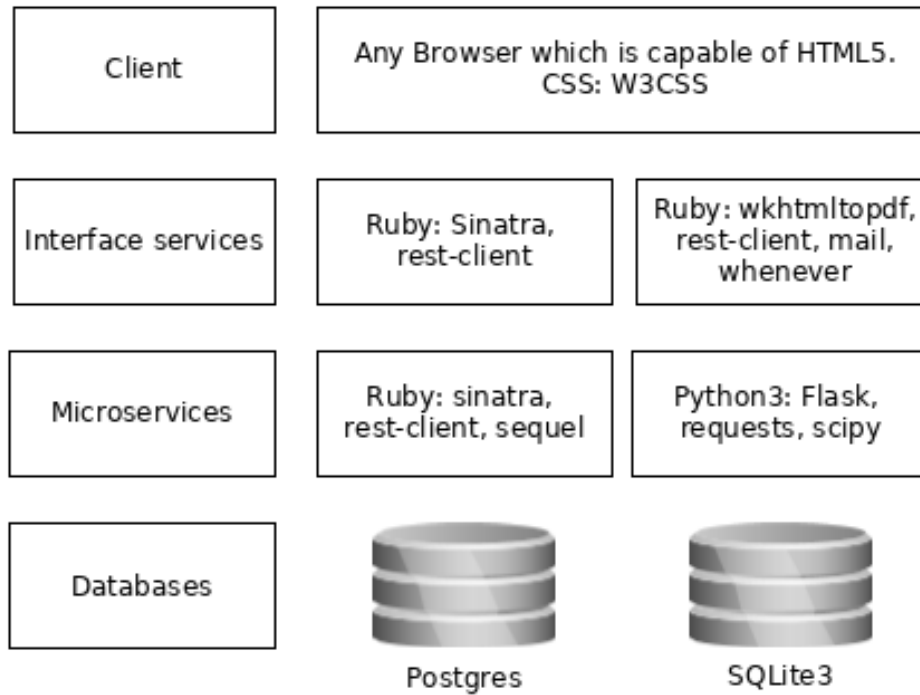 Client
Any Browser which is capable of HTML5.
CSS: W3CSS
Interface services
Ruby: Sinatra,
rest-client
Ruby: wkhtmltopdf,
rest-client, mail,
whenever
Microservices
Ruby: sinatra,
rest-client, sequel
Python3: Flask,
requests, scipy
Databases
Postgres
SQLite3